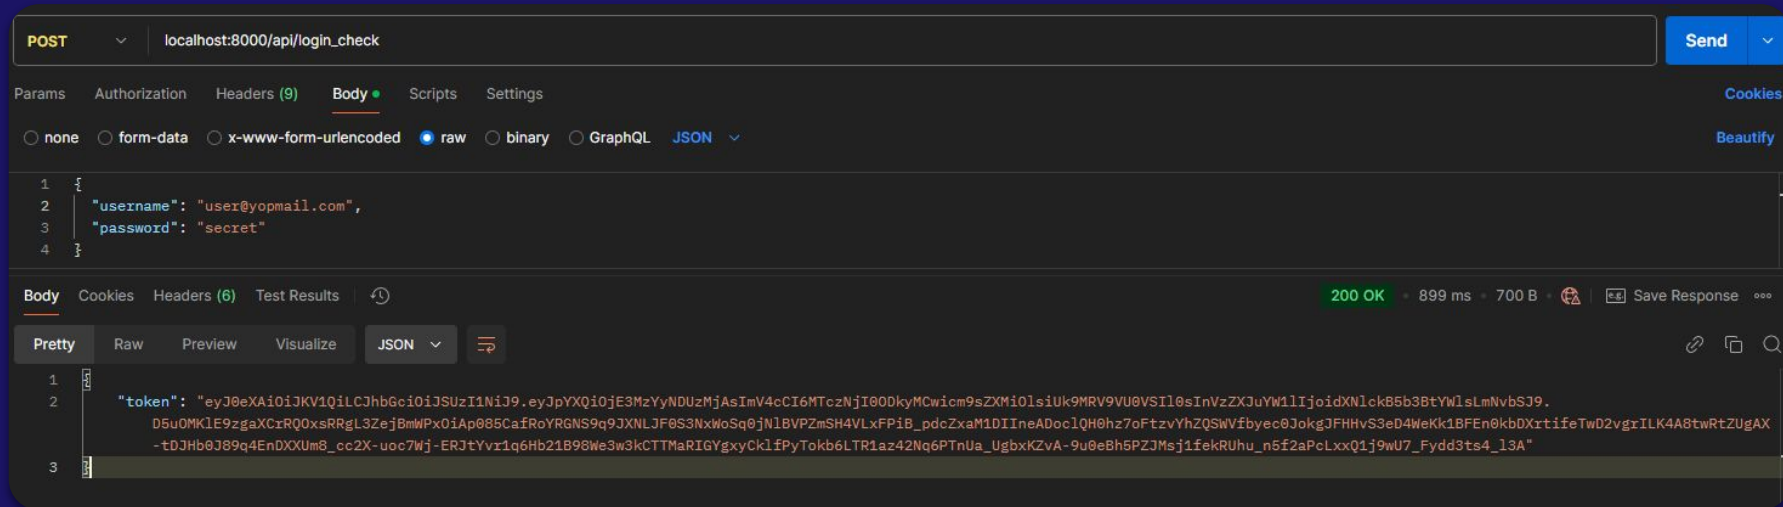 POST localhost:8000/api/login_check Send
Params Authorization Headers (9) Body Scripts Settings Cookies
none form-data x-www-form-urlencoded raw binary GraphQL JSON Beautify
1 {
2 "username": "user@yopmail.com",
3 "password": "secret"
4 }
Body Cookies Headers (6) Test Results 200 OK 899 ms 700 B e.g. Save Response
Pretty Raw Preview Visualize JSON
1 {
2 "token": "eyJ0eXAiOiJKV1QiLCJhbGciOiJSUzI1NiJ9.eyJpYXQiOjE3MzYyNDUzMjAsImV4cCI6MTczNjI0ODkyMCwicm9sZXMiOlsiUk9MRV9VU0VSIl0sInVzZXJuYW1lIjoidXNlckB5b3BtYWlsLmNvbSJ9.
D5uOMKlE9zgaXCrRQOxsRRgL3ZejBmWPxOiAp085CafRoYRGNS9q9JXNLJF0S3NxWoSq0jNlBVPZmSH4VLxFPiB_pdcZxaM1DIIneADoclQH0hz7oFtzvYhZQSWVfbyec0JokgJFHHvS3eD4WeKk1BFEn0kbDXrtifeTwD2vgrILK4A8twRtZUgAX
-tDJHb0J89q4EnDXXUm8_cc2X-uoc7Wj-ERJtYvr1q6Hb21B98We3w3kCTTMaRIGYgxyCklfPyTokb6LTR1az42Nq6PTnUa_UgbxKZvA-9u0eBh5PZJMsj1fekRUhu_n5f2aPcLxxQ1j9wU7_Fydd3ts4_l3A"
3 }